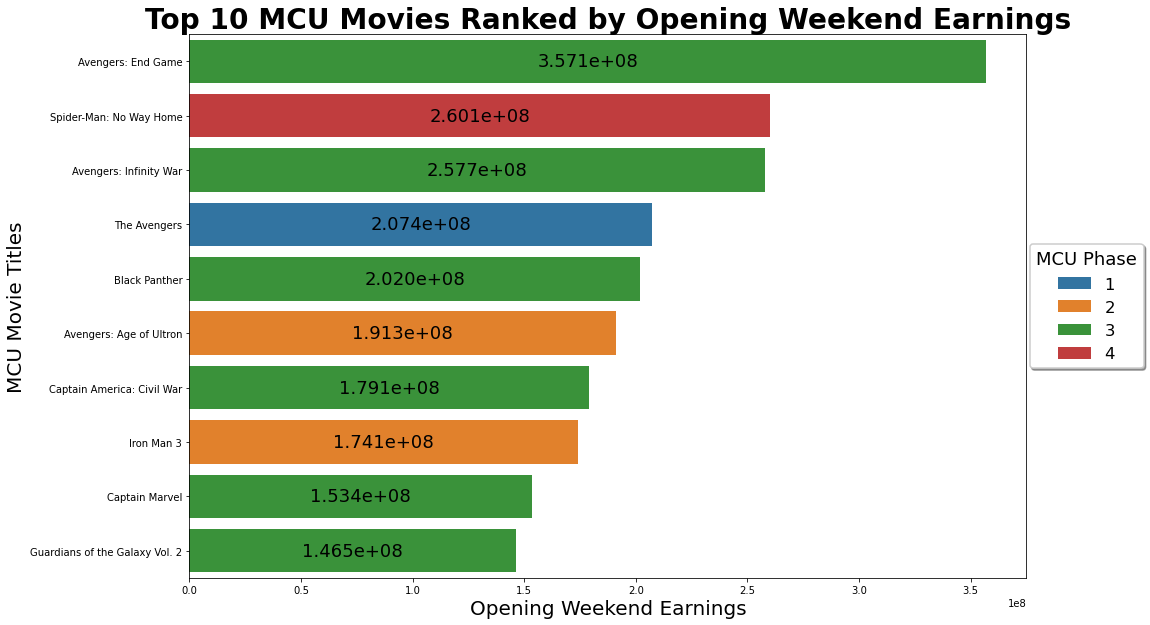 Top 10 MCU Movies Ranked by Opening Weekend Earnings
MCU Movie Titles
Avengers: End Game
3.571e+08
Spider-Man: No Way Home
2.601e+08
Avengers: Infinity War
2.577e+08
The Avengers
2.074e+08
Black Panther
2.020e+08
Avengers: Age of Ultron
1.913e+08
Captain America: Civil War
1.791e+08
Iron Man 3
1.741e+08
Captain Marvel
1.534e+08
Guardians of the Galaxy Vol. 2
1.465e+08
0.0 0.5 1.0 1.5 2.0 2.5 3.0 3.5
1e8
Opening Weekend Earnings
MCU Phase
1
2
3
4